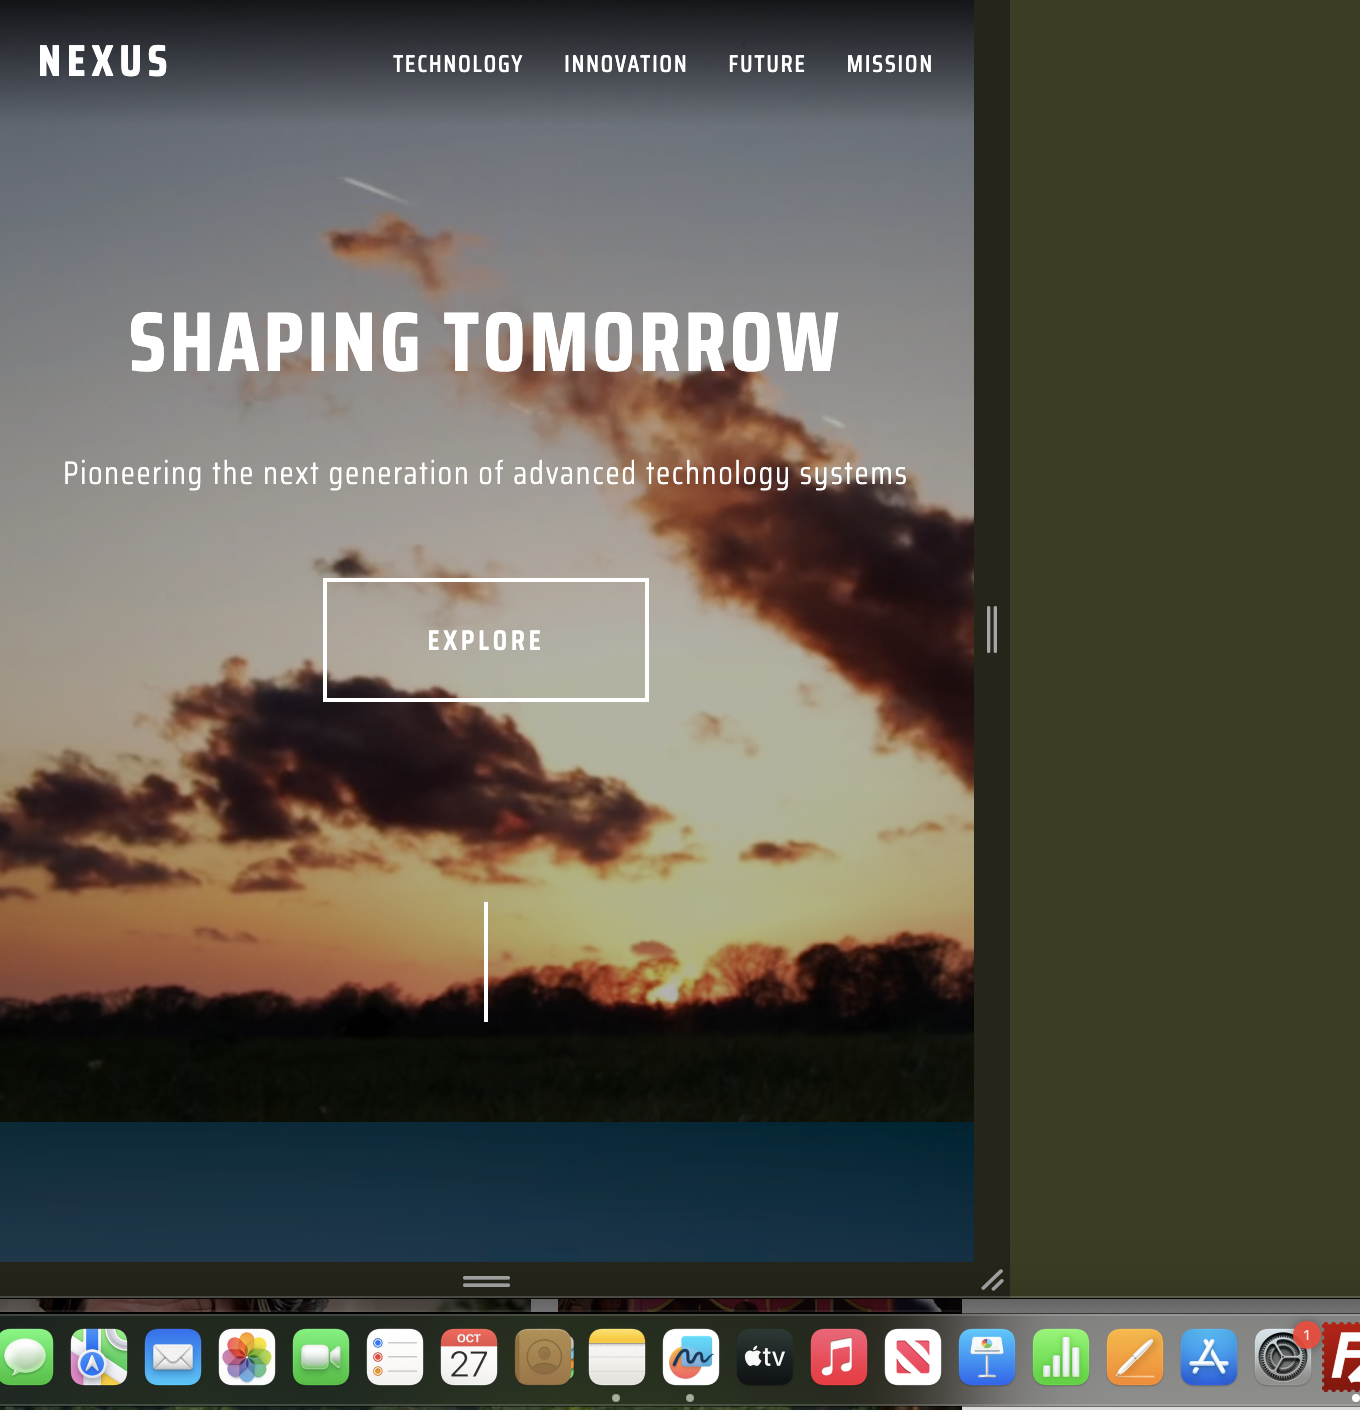 NEXUS
TECHNOLOGY INNOVATION FUTURE MISSION
SHAPING TOMORROW
Pioneering the next generation of advanced technology systems
EXPLORE
OCT
27
tv
1
F